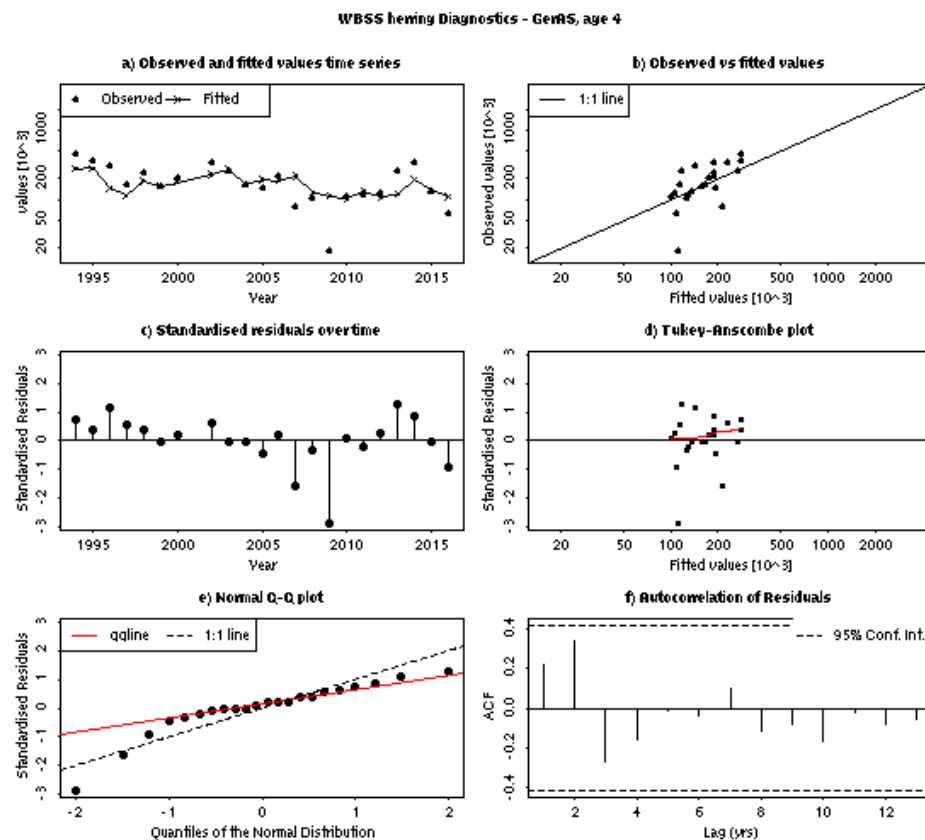 WBSS herring Diagnostics - GerAS, age 4
a) Observed and fitted values time series
Observed Fitted
values [10^3]
20 50 200 1000
1995 2000 2005 2010 2015
Year
b) Observed vs fitted values
1:1 line
Observed values [10^3]
20 50 200 1000
20 50 100 200 500 1000 2000
Fitted values [10^3]
c) Standardised residuals over time
Standardised Residuals
-3 -2 -1 0 1 2 3
1995 2000 2005 2010 2015
Year
d) Tukey-Anscombe plot
Standardised Residuals
-3 -2 -1 0 1 2 3
20 50 100 200 500 1000 2000
Fitted values [10^3]
e) Normal Q-Q plot
qqline 1:1 line
Standardised Residuals
-3 -2 -1 0 1 2 3
-2 -1 0 1 2
Quantiles of the Normal Distribution
f) Autocorrelation of Residuals
95% Conf. Int.
ACF
-0.4 -0.2 0.0 0.2 0.4
2 4 6 8 10 12
Lag (yrs)